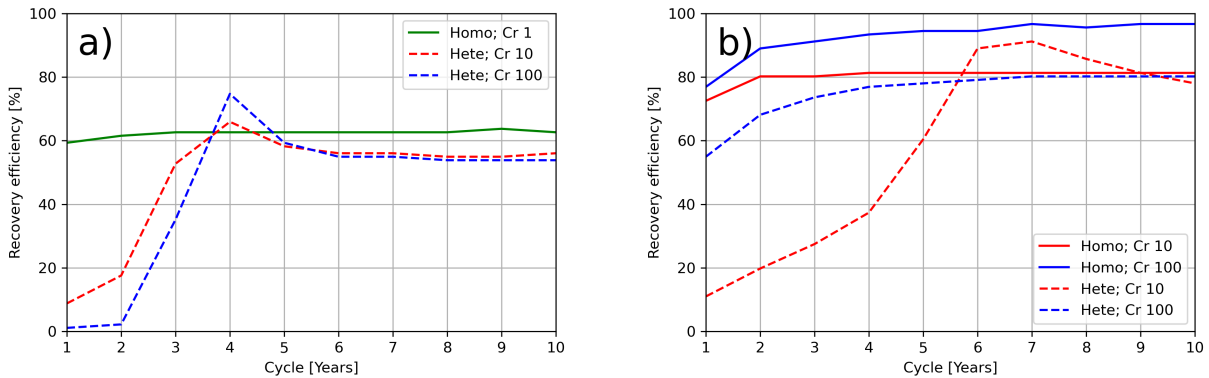 a)
Homo; Cr 1
Hete; Cr 10
Hete; Cr 100
100
80
60
40
20
0
Recovery efficiency [%]
1 2 3 4 5 6 7 8 9 10
Cycle [Years]
b)
100
80
60
40
20
0
Recovery efficiency [%]
Homo; Cr 10
Homo; Cr 100
Hete; Cr 10
Hete; Cr 100
1 2 3 4 5 6 7 8 9 10
Cycle [Years]